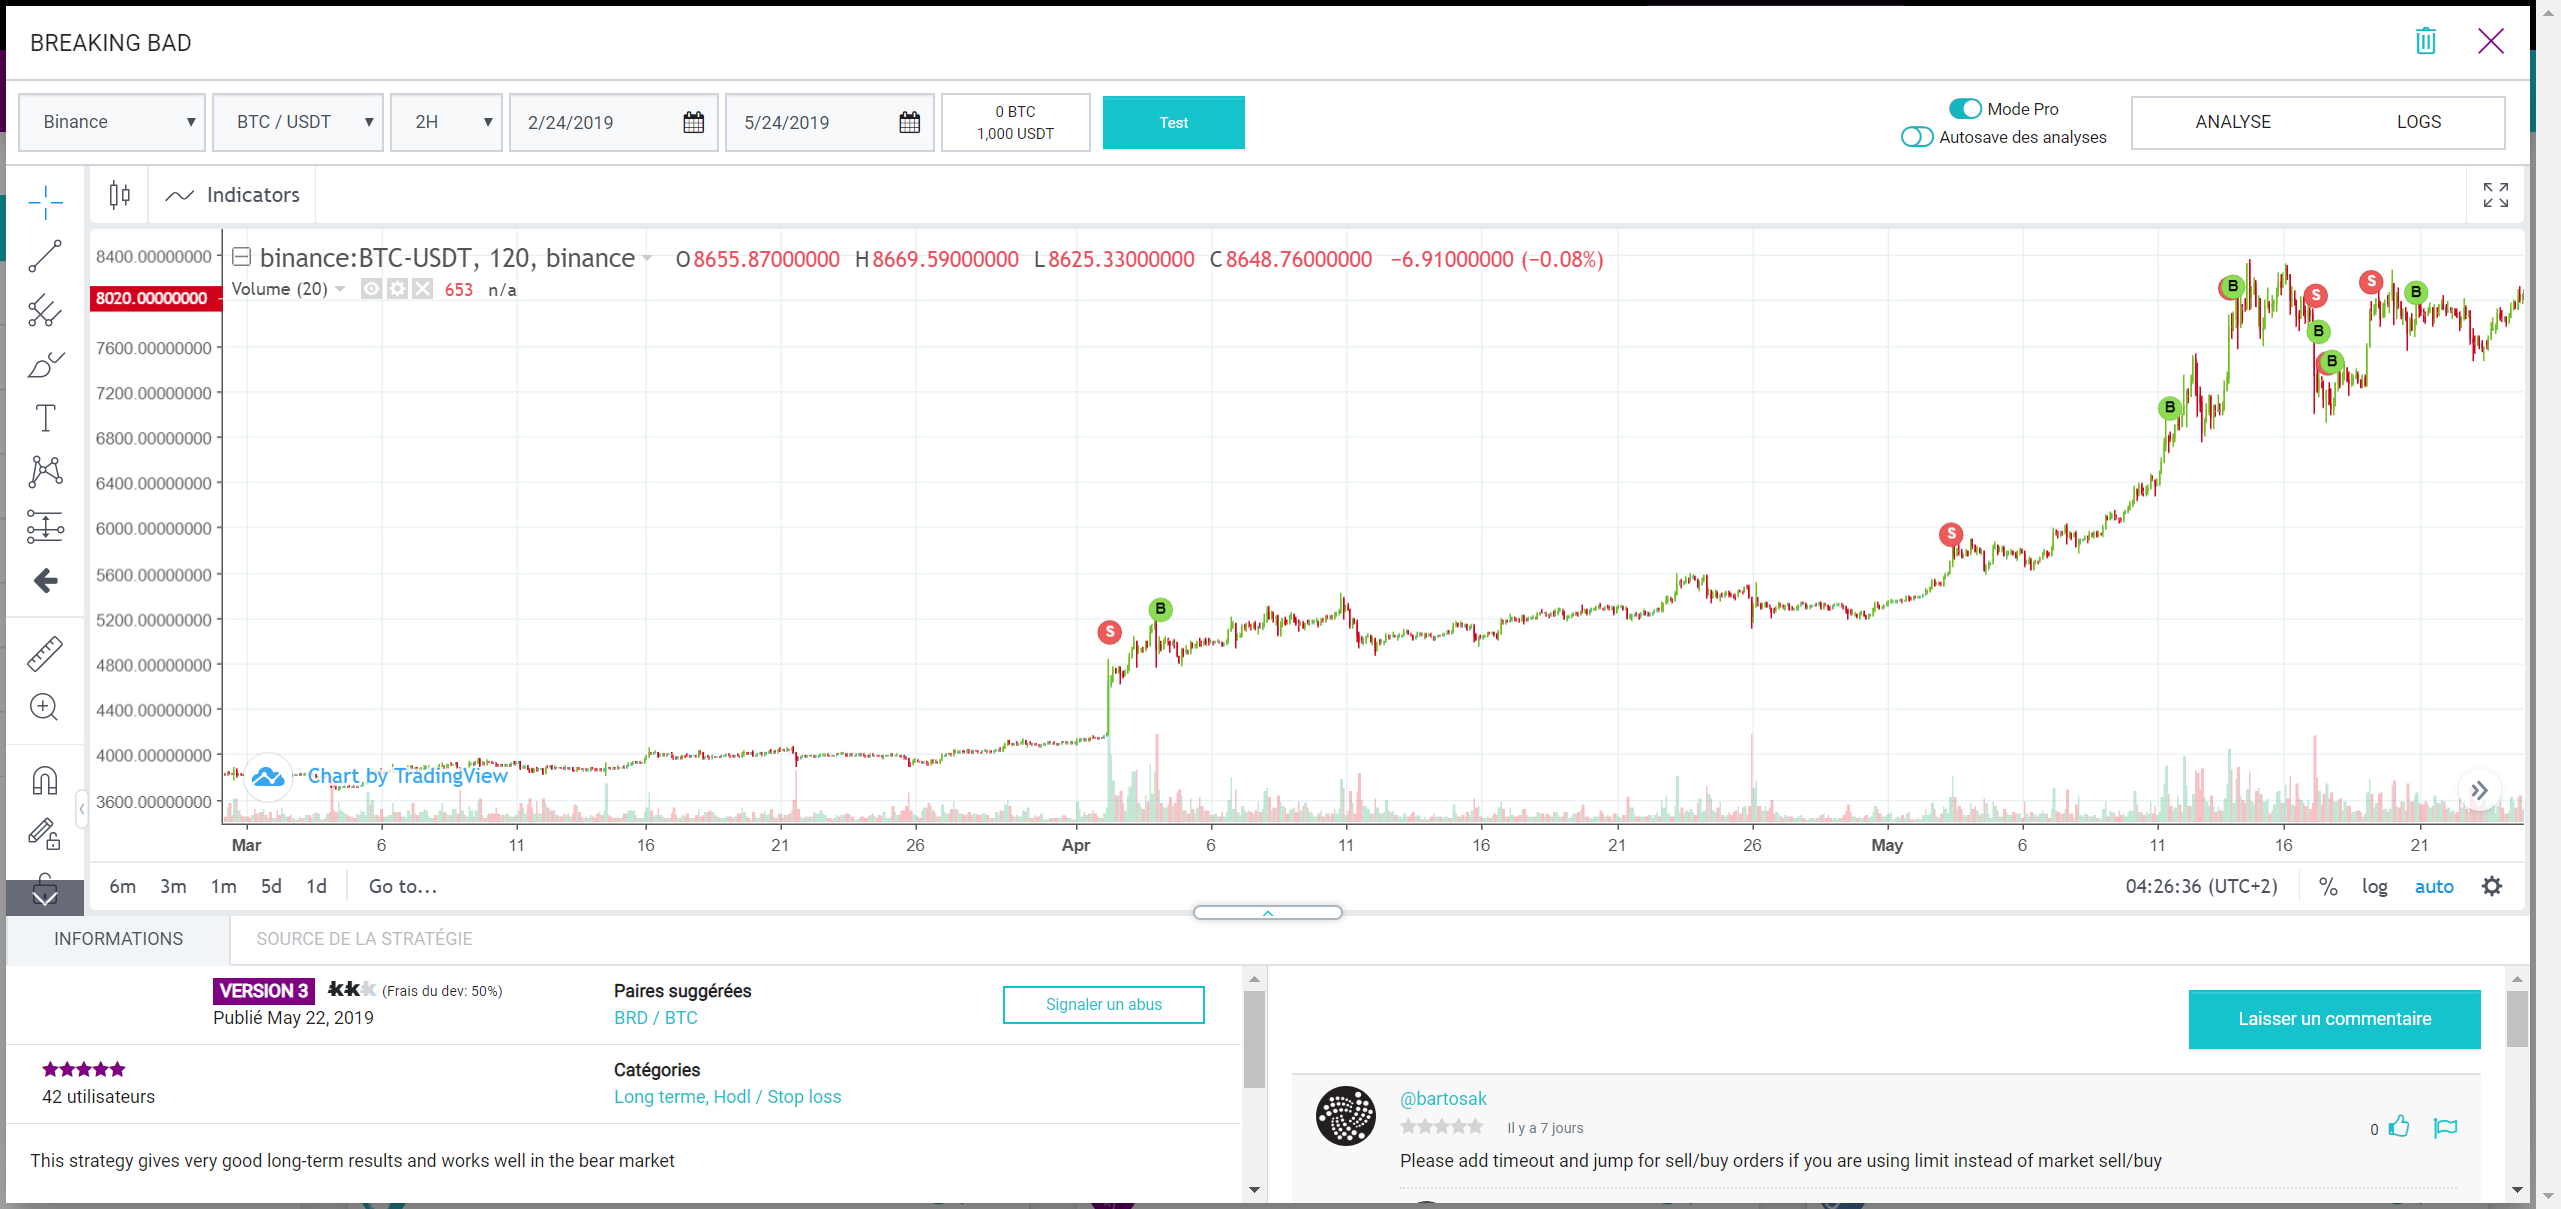 BREAKING BAD
Binance
BTC / USDT
2H
2/24/2019
5/24/2019
0 BTC
1,000 USDT
Test
Mode Pro
Autosave des analyses
ANALYSE
LOGS
Indicators
binance:BTC-USDT, 120, binance
O 8655.87000000 H 8669.59000000 L 8625.33000000 C 8648.76000000 −6.91000000 (−0.08%)
Volume (20)
653 n/a
8400.00000000
8020.00000000
7600.00000000
7200.00000000
6800.00000000
6400.00000000
6000.00000000
5600.00000000
5200.00000000
4800.00000000
4400.00000000
4000.00000000
3600.00000000
S
B
S
B
B
S
B
B
S
B
Chart by TradingView
Mar 6 11 16 21 26 Apr 6 11 16 21 26 May 6 11 16 21
6m 3m 1m 5d 1d Go to...
04:26:36 (UTC+2) % log auto
INFORMATIONS
SOURCE DE LA STRATÉGIE
VERSION 3
(Frais du dev: 50%)
Publié May 22, 2019
Paires suggérées
BRD / BTC
Signaler un abus
42 utilisateurs
Catégories
Long terme, Hodl / Stop loss
This strategy gives very good long-term results and works well in the bear market
Laisser un commentaire
@bartosak
Il y a 7 jours
0
Please add timeout and jump for sell/buy orders if you are using limit instead of market sell/buy